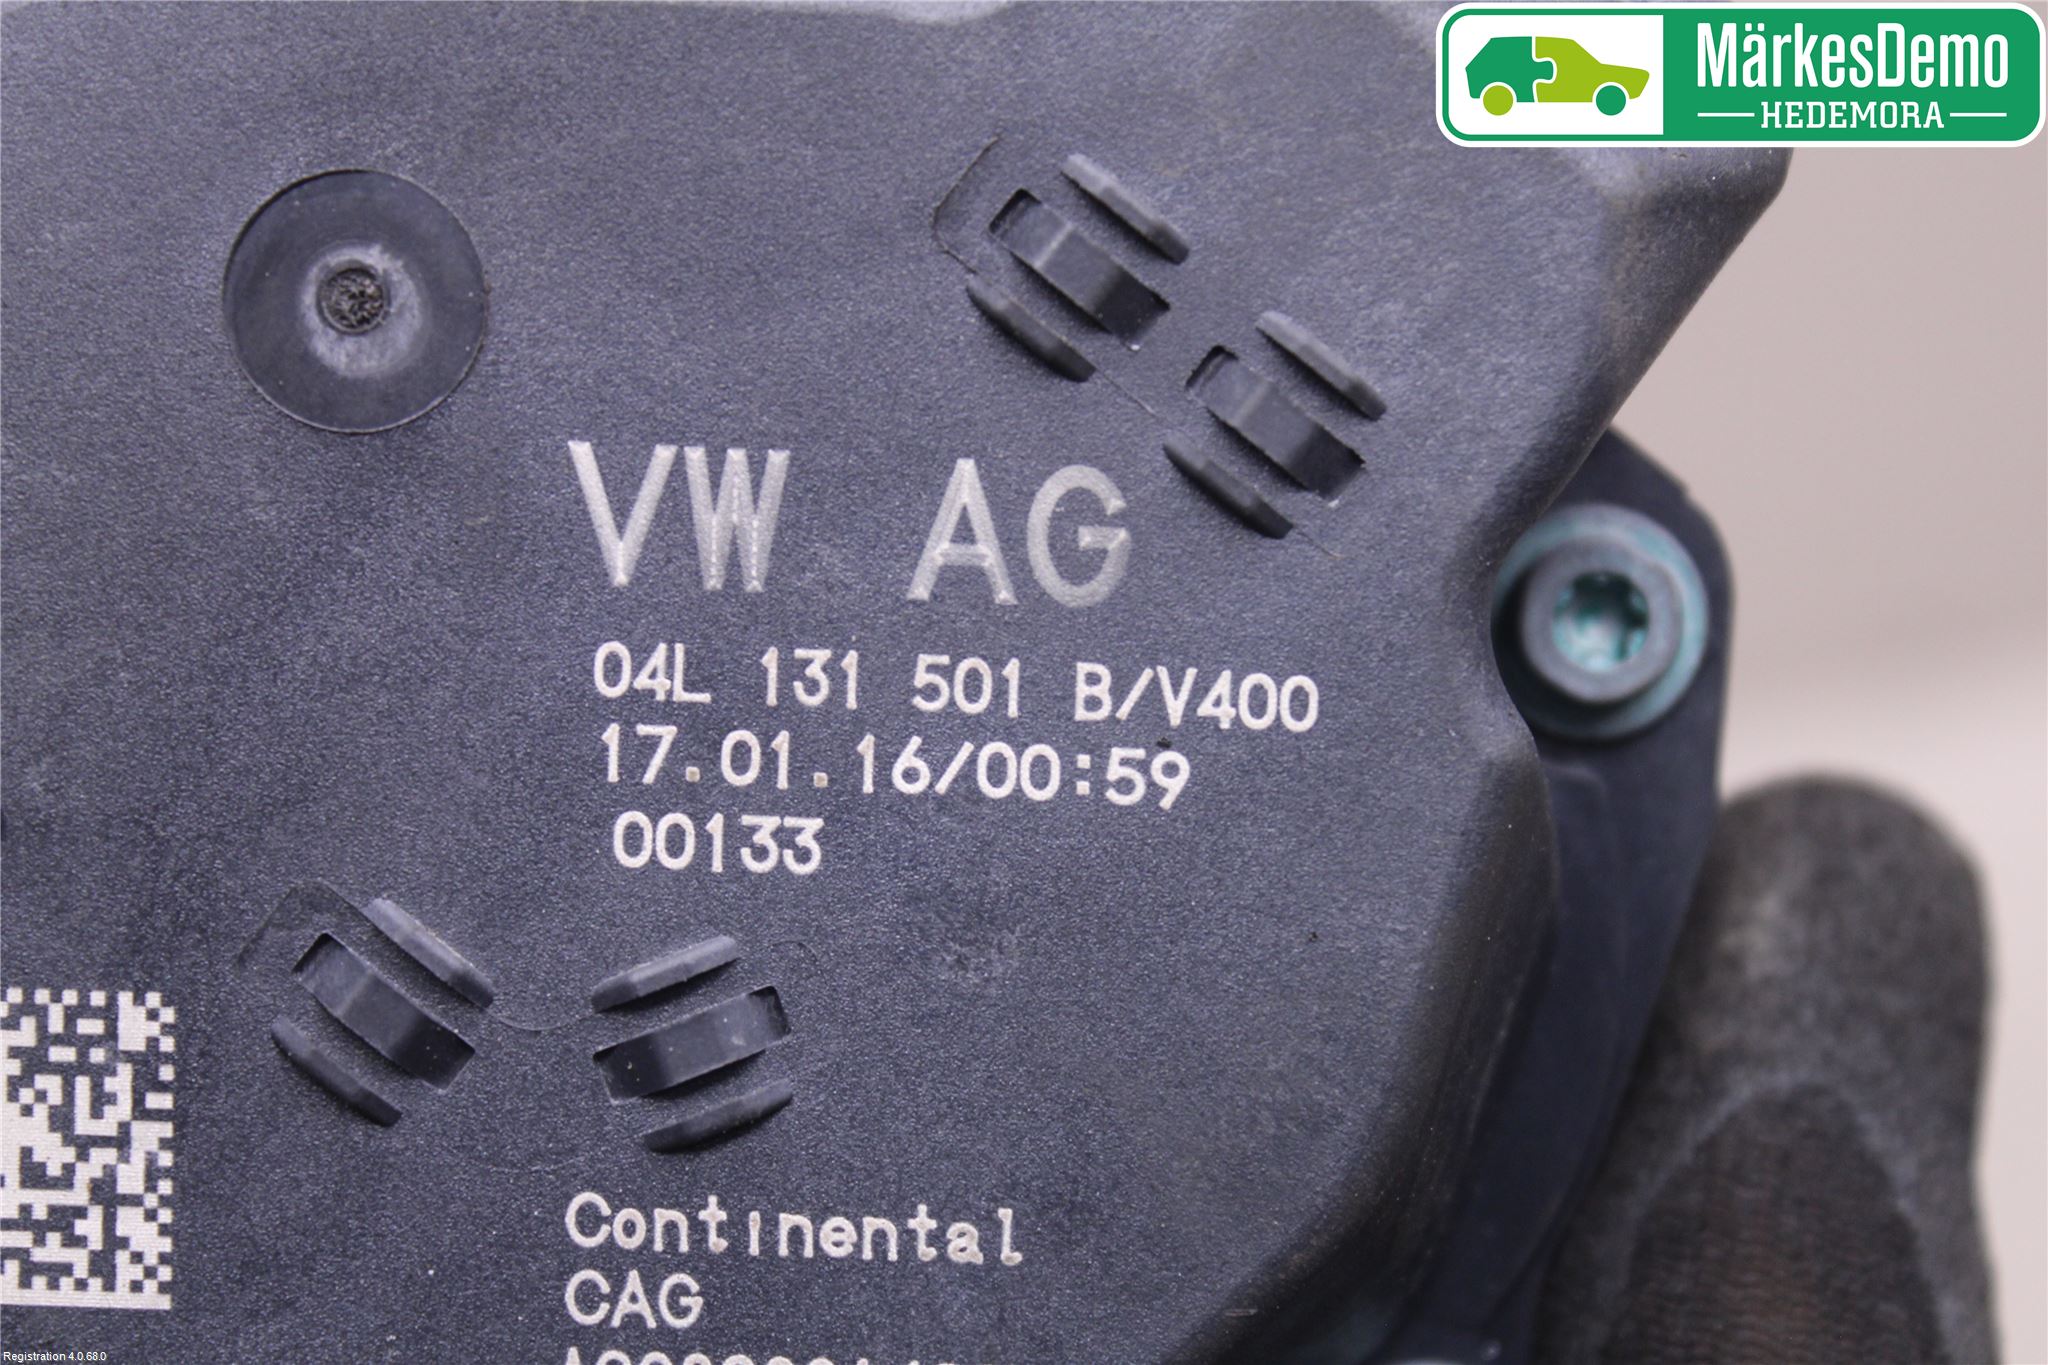 MärkesDemo
HEDEMORA
VW AG
04L 131 501 B/V400
17.01.16/00:59
00133
Continental
CAG
Registration 4.0.68.0